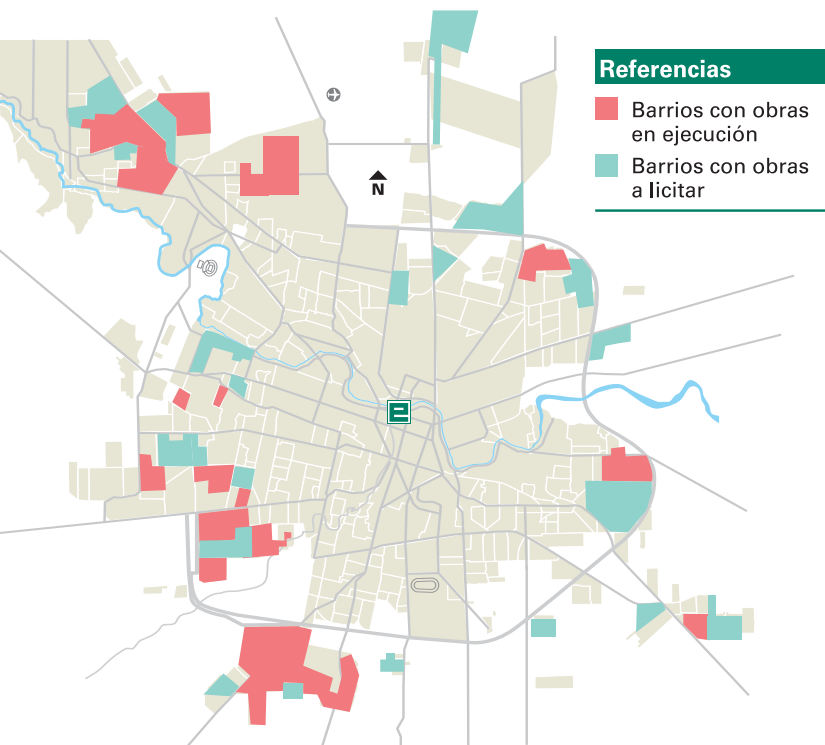 Referencias
Barrios con obras
en ejecución
Barrios con obras
a licitar
N